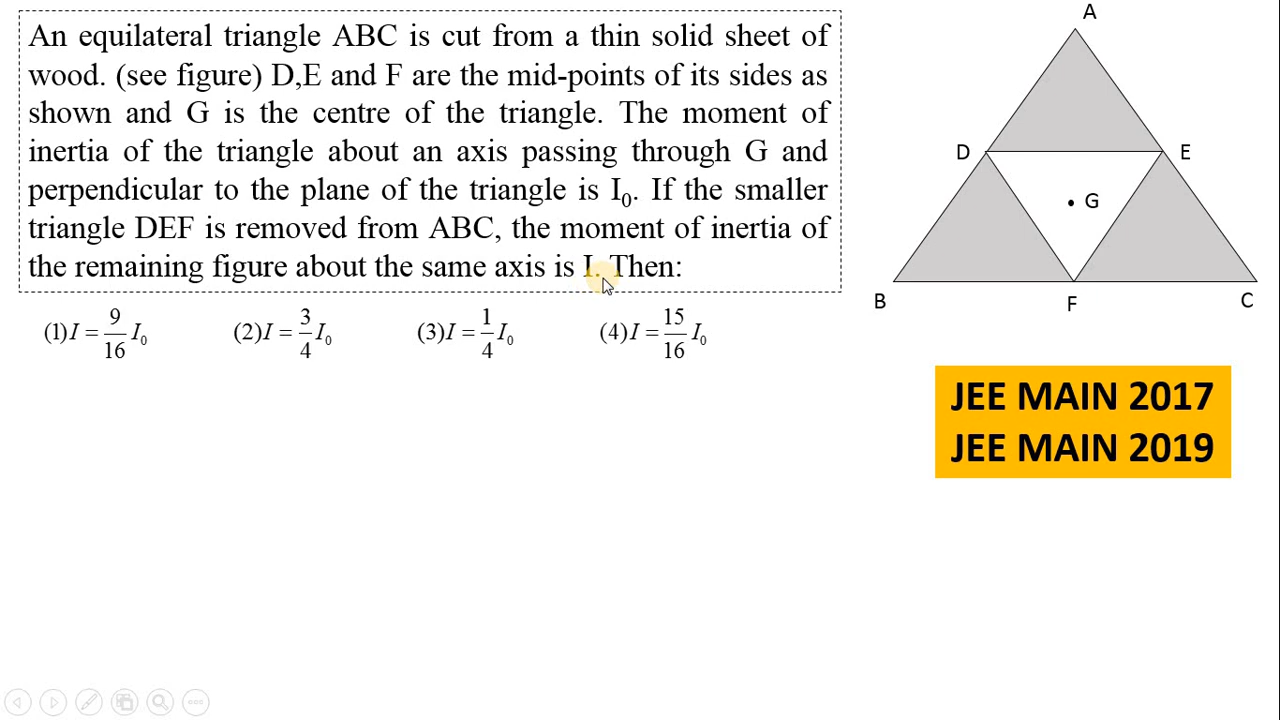 An equilateral triangle ABC is cut from a thin solid sheet of
wood. (see figure) D,E and F are the mid-points of its sides as
shown and G is the centre of the triangle. The moment of
inertia of the triangle about an axis passing through G and
perpendicular to the plane of the triangle is I₀. If the smaller
triangle DEF is removed from ABC, the moment of inertia of
the remaining figure about the same axis is I. Then:
(1)I = 9/16 I₀ (2)I = 3/4 I₀ (3)I = 1/4 I₀ (4)I = 15/16 I₀
A
D
E
G
B
F
C
JEE MAIN 2017
JEE MAIN 2019